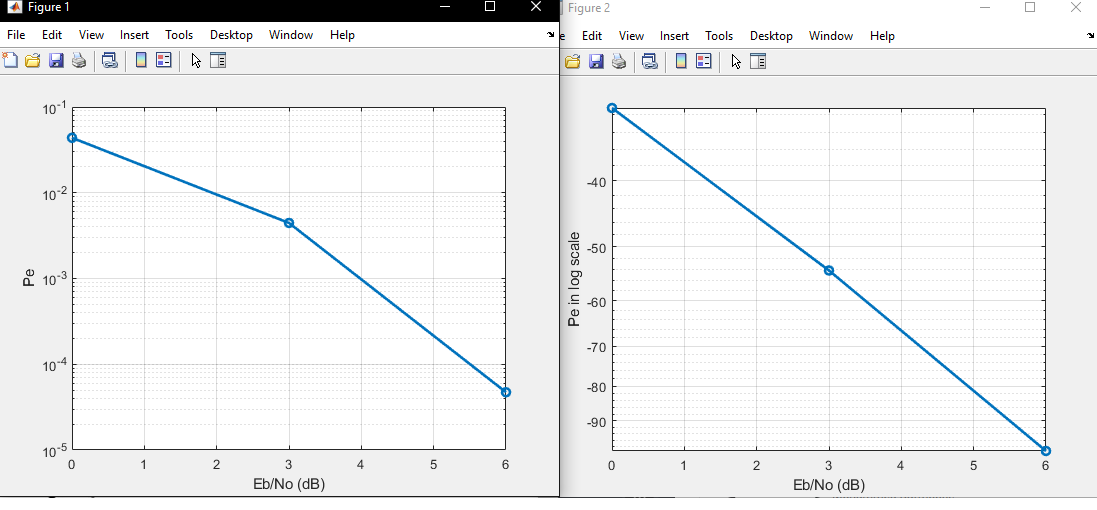 Figure 1
File Edit View Insert Tools Desktop Window Help
10-1
10-2
10-3
10-4
10-5
Pe
0 1 2 3 4 5 6
Eb/No (dB)
Figure 2
e Edit View Insert Tools Desktop Window Help
-40
-50
-60
-70
-80
-90
Pe in log scale
0 1 2 3 4 5 6
Eb/No (dB)